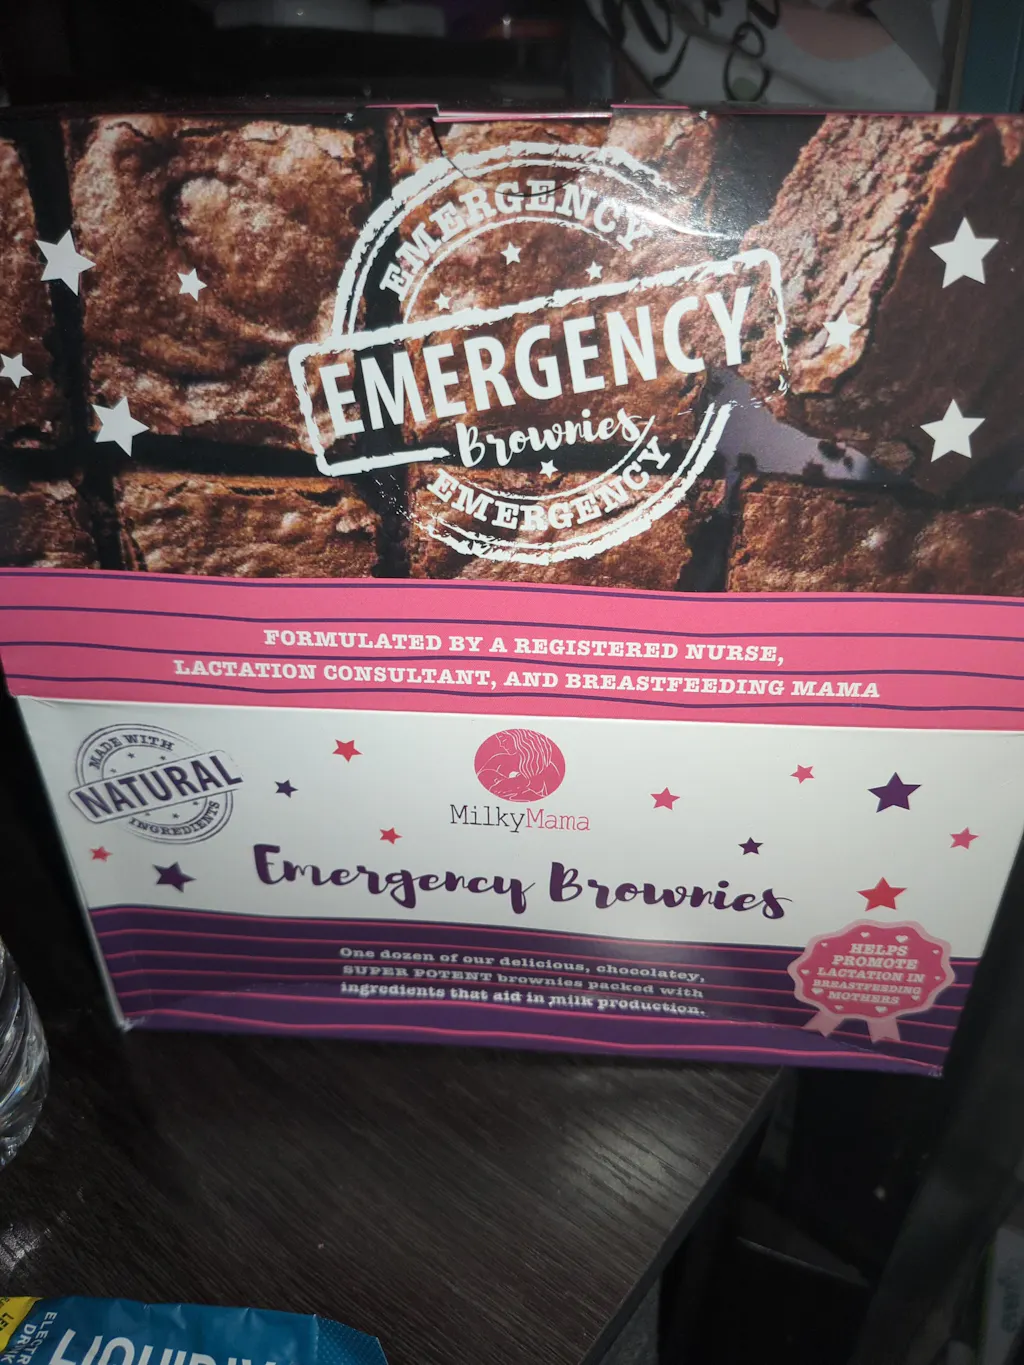 EMERGENCY
EMERGENCY
Brownies
EMERGENCY
FORMULATED BY A REGISTERED NURSE,
LACTATION CONSULTANT, AND BREASTFEEDING MAMA
MADE WITH
NATURAL
INGREDIENTS
MilkyMama
Emergency Brownies
One dozen of our delicious, chocolatey,
SUPER POTENT brownies packed with
ingredients that aid in milk production.
HELPS
PROMOTE
LACTATION IN
BREASTFEEDING
MOTHERS